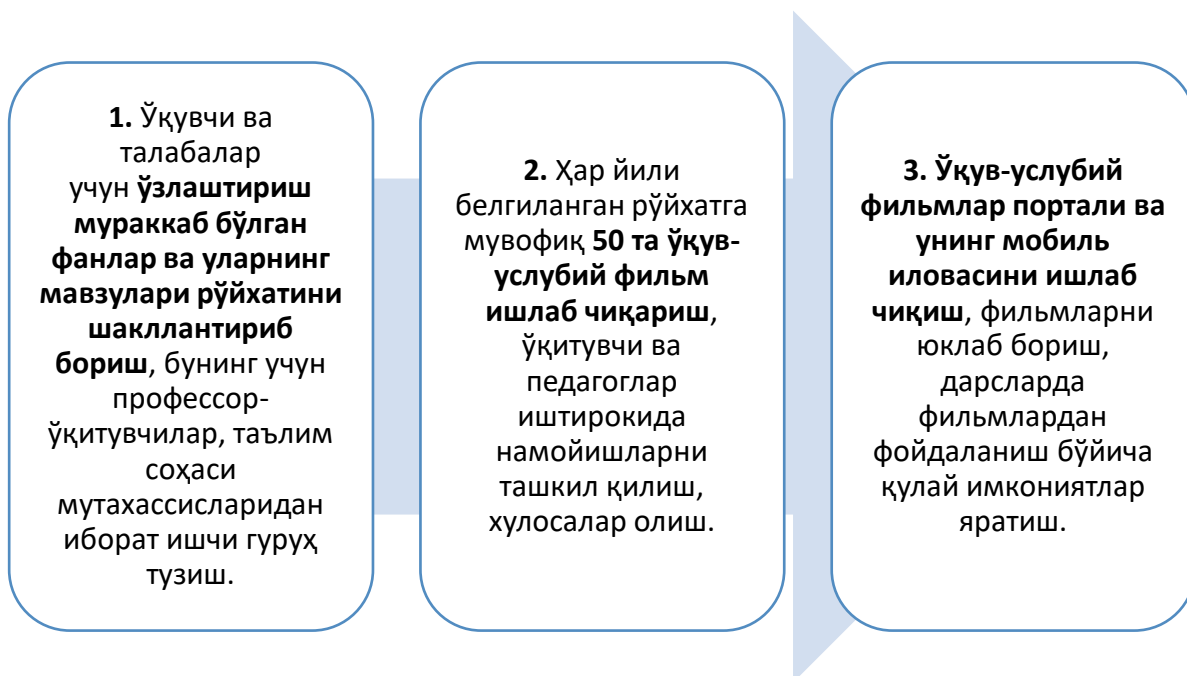 1. Ўқувчи ва
талабалар
учун ўзлаштириш
мураккаб бўлган
фанлар ва уларнинг
мавзулари рўйхатини
шакллантириб
бориш, бунинг учун
профессор-
ўқитувчилар, таълим
соҳаси
мутахассисларидан
иборат ишчи гуруҳ
тузиш.
2. Ҳар йили
белгиланган рўйхатга
мувофиқ 50 та ўқув-
услубий фильм
ишлаб чиқариш,
ўқитувчи ва
педагоглар
иштирокида
намойишларни
ташкил қилиш,
хулосалар олиш.
3. Ўқув-услубий
фильмлар портали ва
унинг мобиль
иловасини ишлаб
чиқиш, фильмларни
юклаб бориш,
дарсларда
фильмлардан
фойдаланиш бўйича
қулай имкониятлар
яратиш.